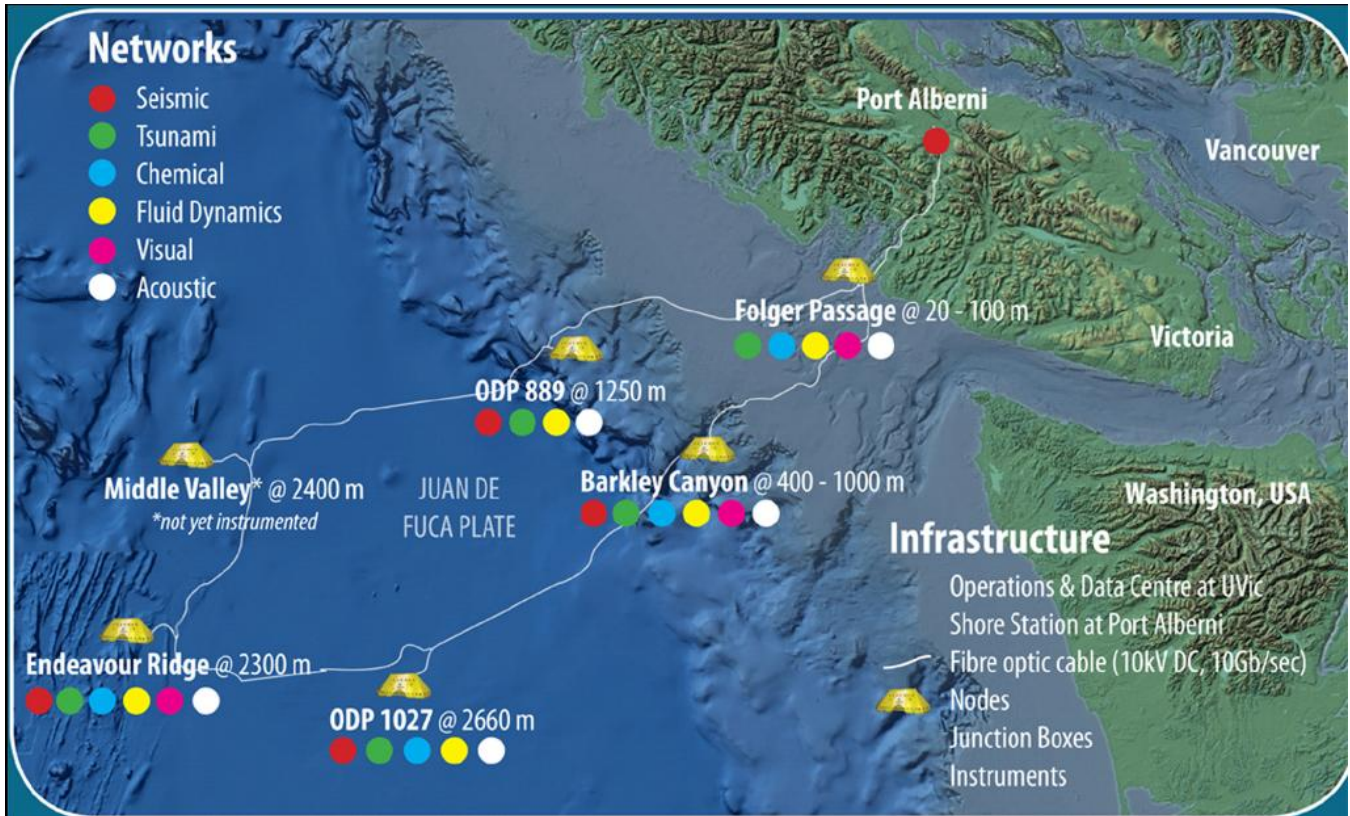 Networks
Seismic
Tsunami
Chemical
Fluid Dynamics
Visual
Acoustic
Port Alberni
Vancouver
Victoria
Folger Passage @ 20 - 100 m
ODP 889 @ 1250 m
Middle Valley* @ 2400 m
*not yet instrumented
JUAN DE
FUCA PLATE
Barkley Canyon @ 400 - 1000 m
Washington, USA
Endeavour Ridge @ 2300 m
ODP 1027 @ 2660 m
Infrastructure
Operations & Data Centre at UVic
Shore Station at Port Alberni
Fibre optic cable (10kV DC, 10Gb/sec)
Nodes
Junction Boxes
Instruments